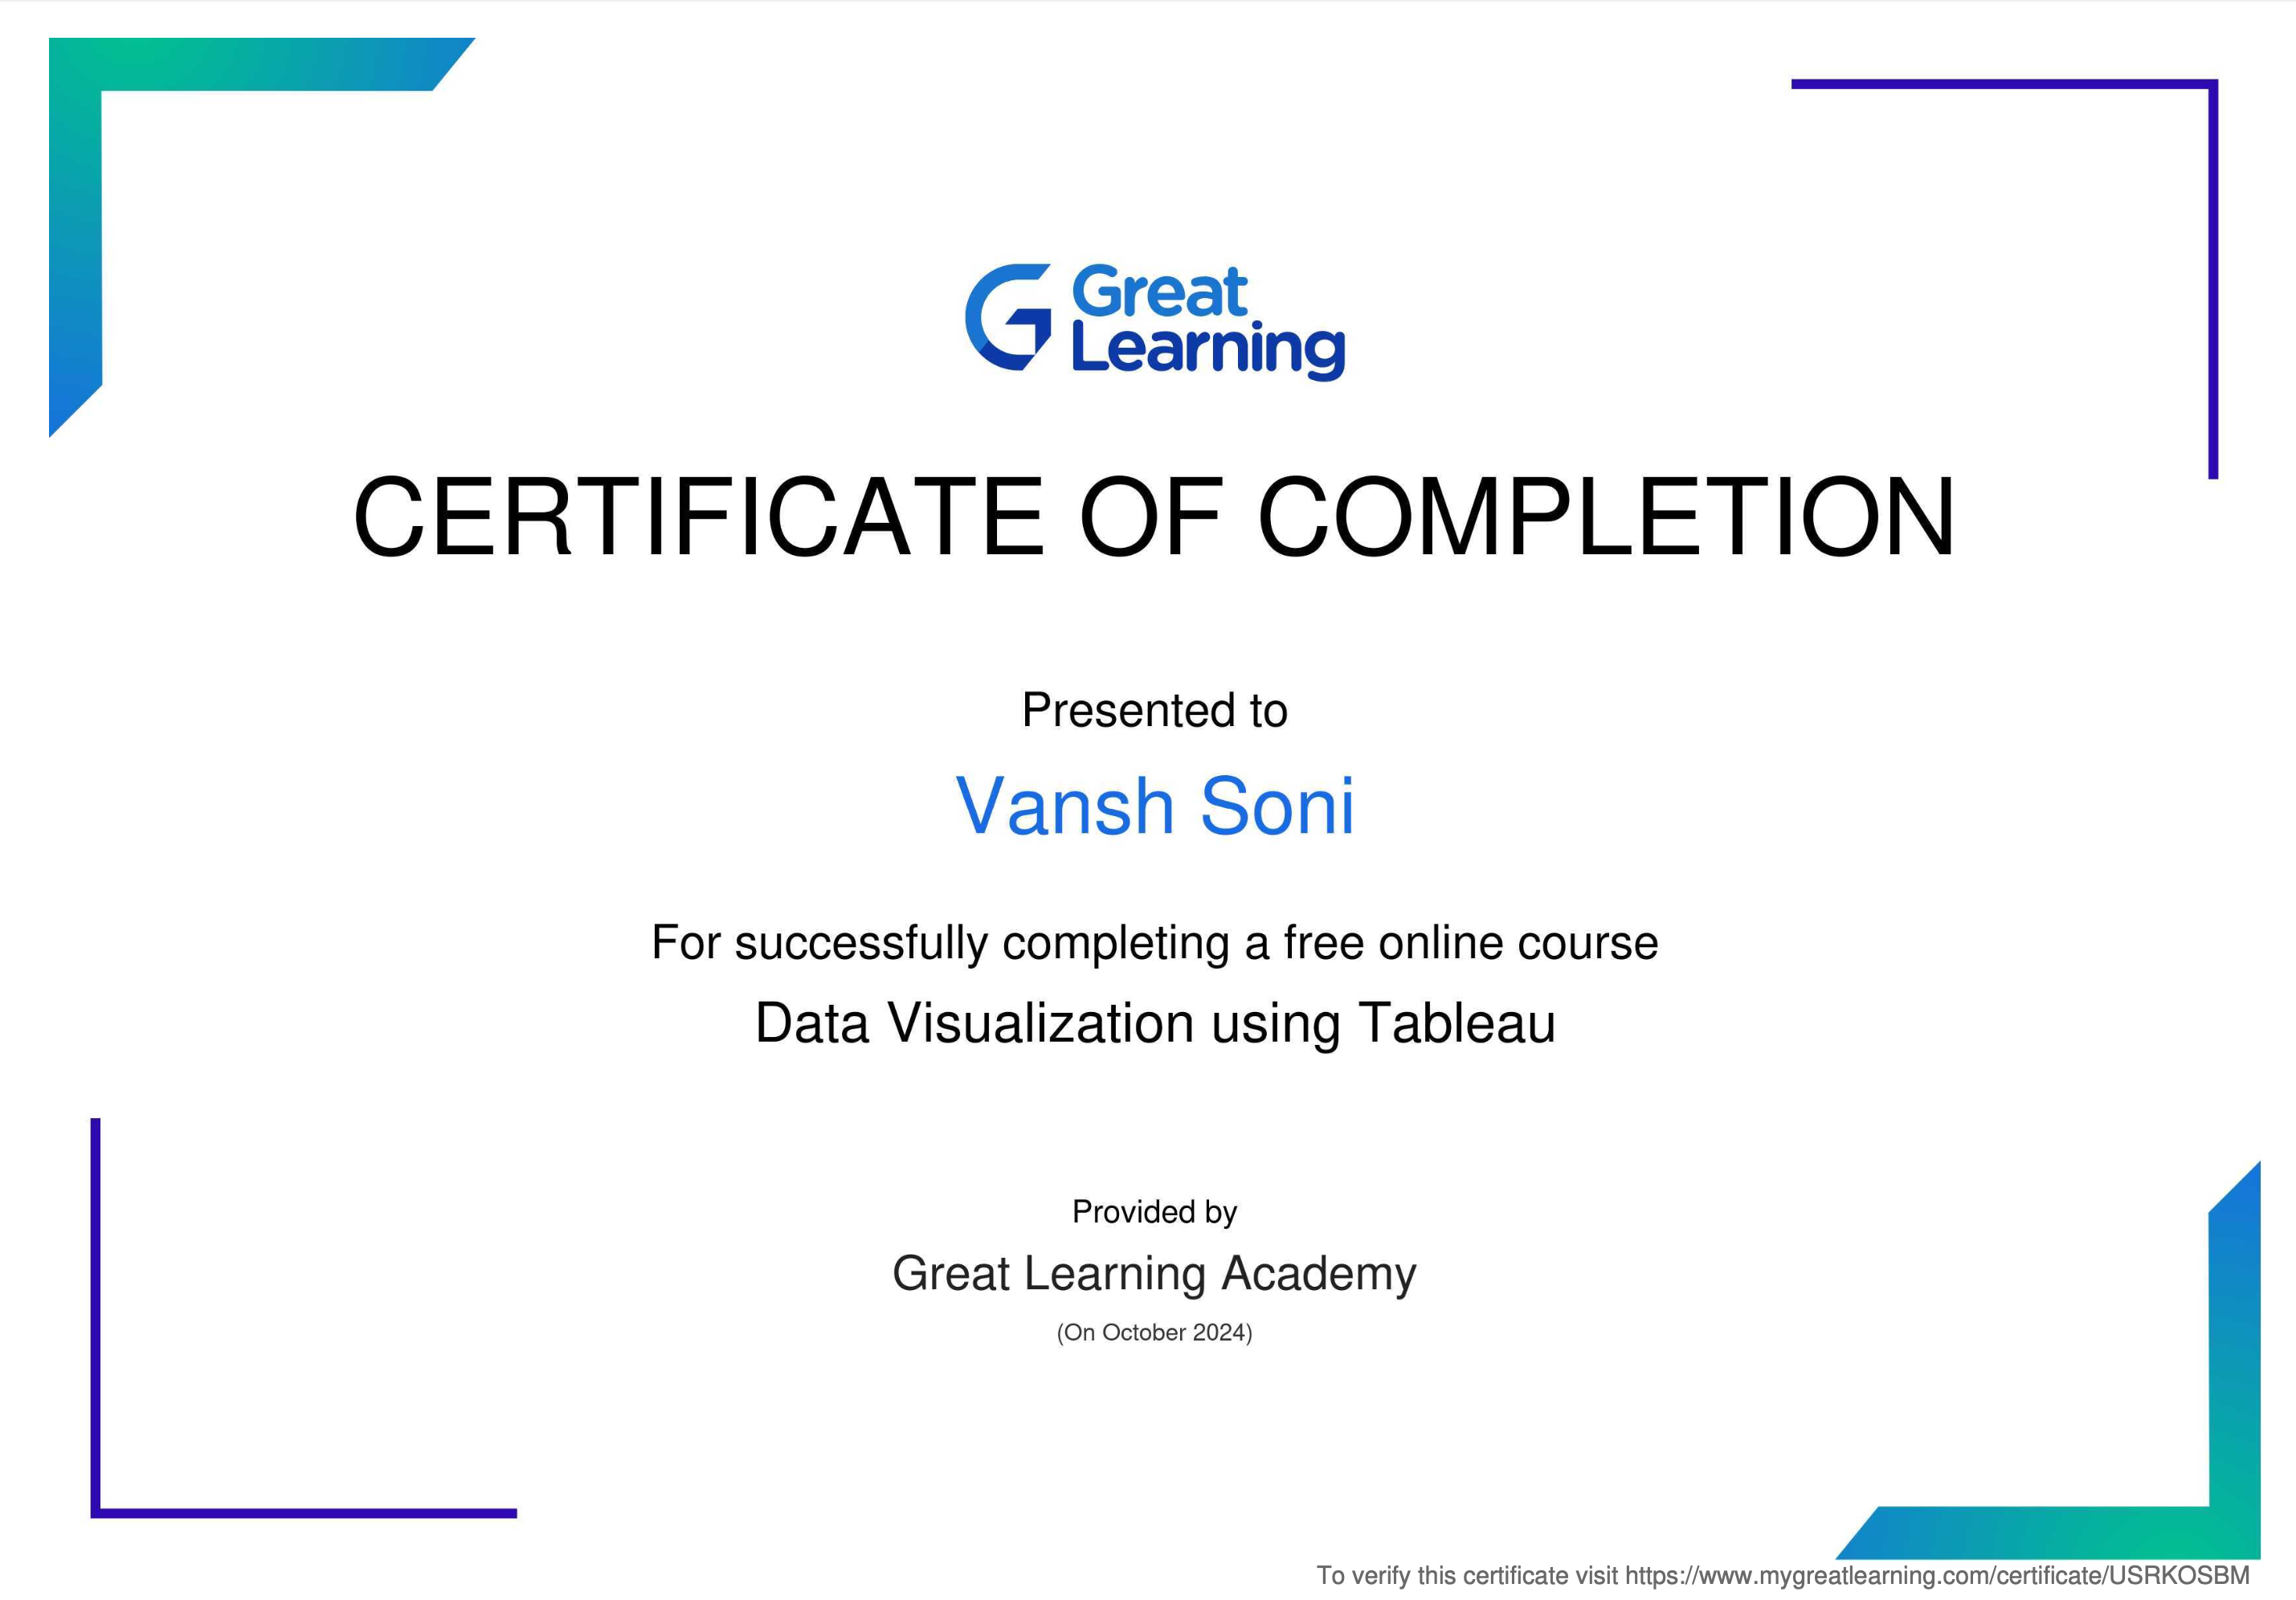 Great
Learning
CERTIFICATE OF COMPLETION
Presented to
Vansh Soni
For successfully completing a free online course
Data Visualization using Tableau
Provided by
Great Learning Academy
(On October 2024)
To verify this certificate visit https://www.mygreatlearning.com/certificate/USRKOSBM